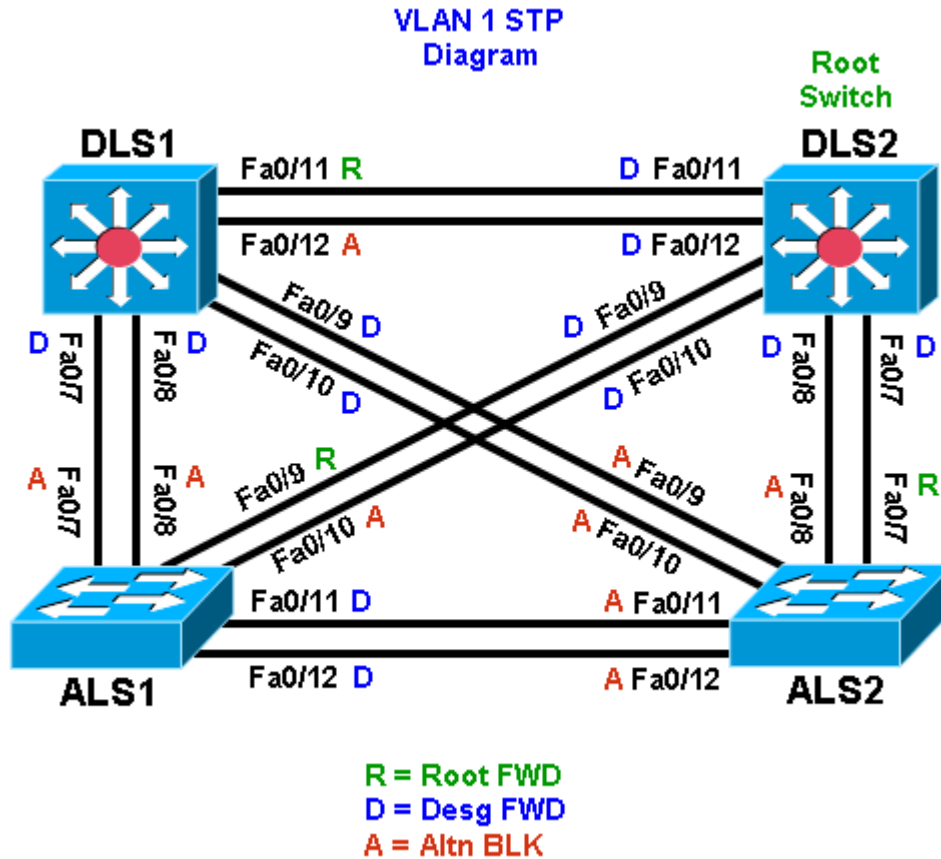 VLAN 1 STP
Diagram
Root
Switch
DLS1
DLS2
Fa0/11 R
D Fa0/11
Fa0/12 A
D Fa0/12
Fa0/9 D
D Fa0/9
Fa0/10 D
D Fa0/10
D Fa0/7
Fa0/8 D
D Fa0/8
Fa0/7 D
A Fa0/7
Fa0/8 A
Fa0/9 R
Fa0/10 A
A Fa0/9
A Fa0/10
A Fa0/8
Fa0/7 R
Fa0/11 D
A Fa0/11
Fa0/12 D
A Fa0/12
ALS1
ALS2
R = Root FWD
D = Desg FWD
A = Altn BLK